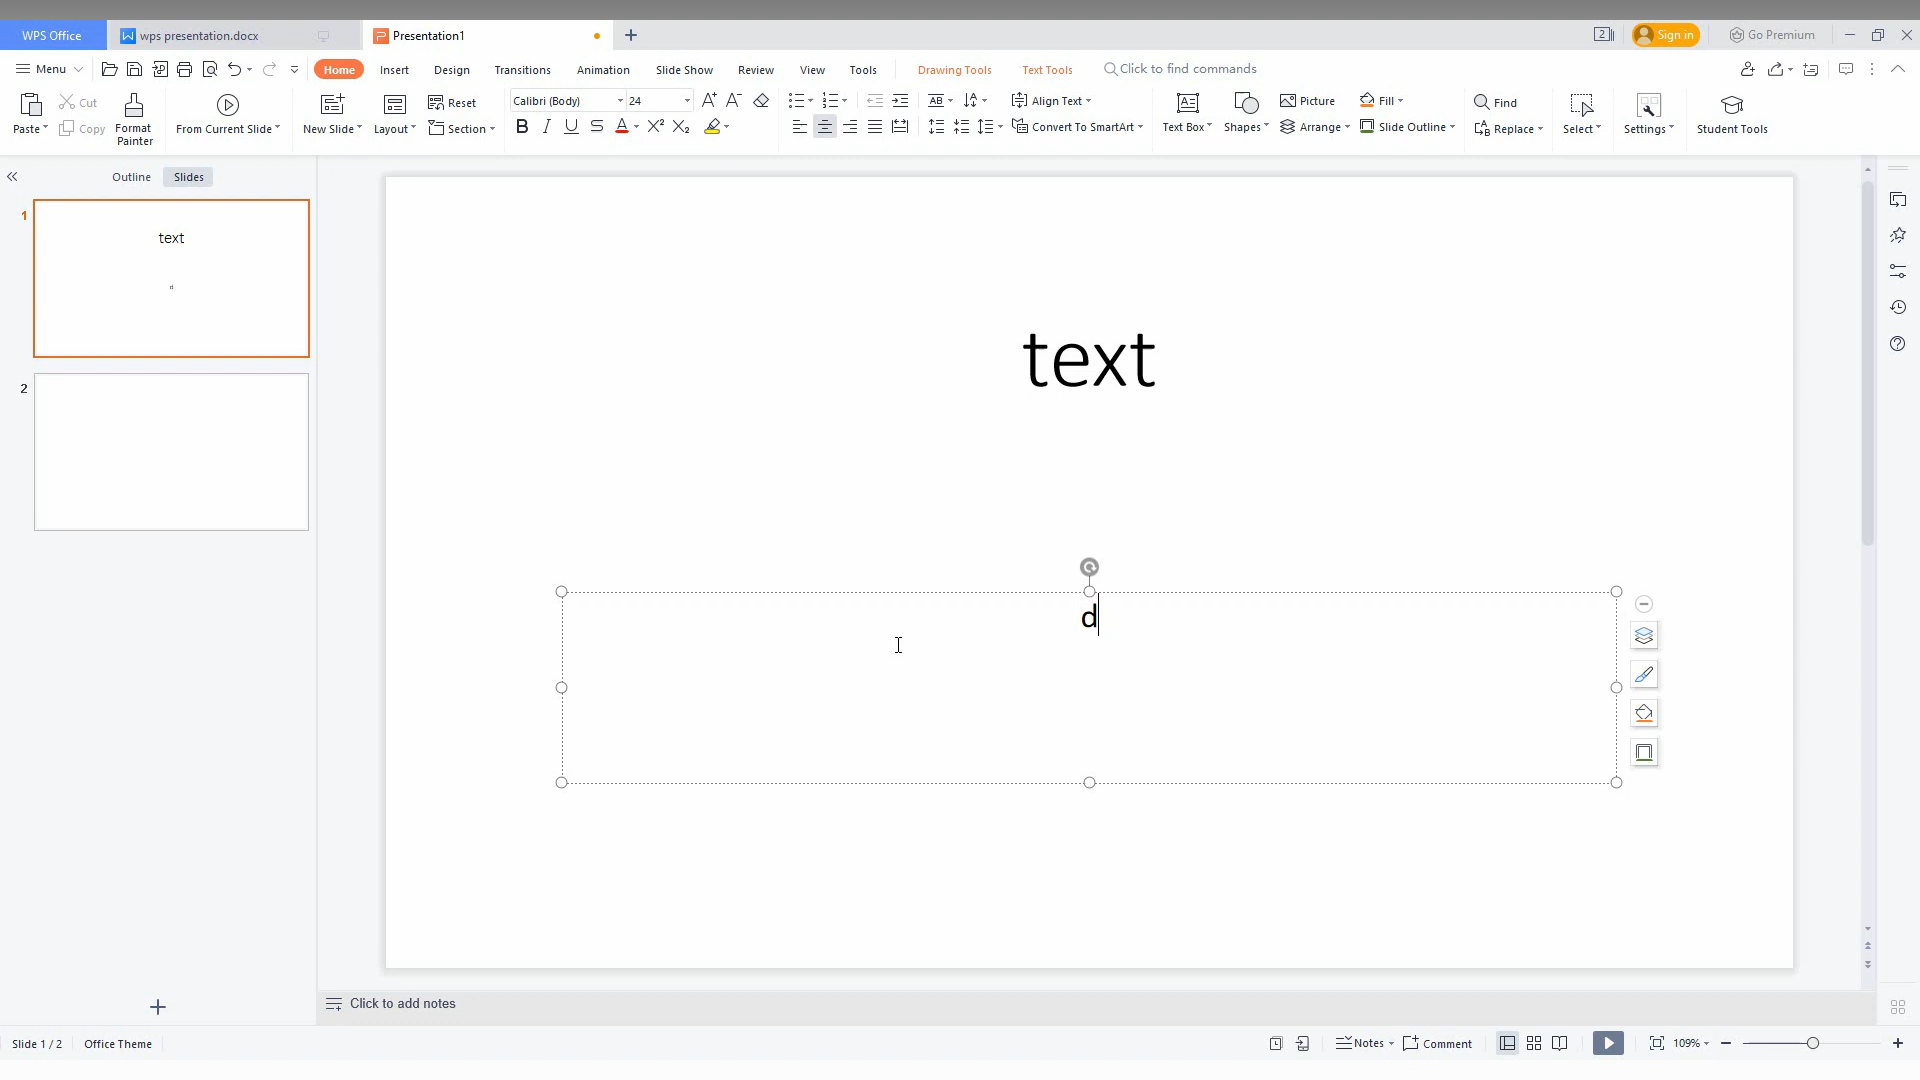 WPS Office
wps presentation.docx
Presentation1
2
Sign in
Go Premium
Menu
Home
Insert
Design
Transitions
Animation
Slide Show
Review
View
Tools
Drawing Tools
Text Tools
Click to find commands
Paste
Cut
Copy
Format
Painter
From Current Slide
New Slide
Layout
Reset
Section
Calibri (Body)
24
A+ A-
B I U S A X² X₂
AB
Align Text
Convert To SmartArt
Text Box
Shapes
Picture
Arrange
Fill
Slide Outline
Find
Replace
Select
Settings
Student Tools
Outline
Slides
1
text
d
2
text
d
Click to add notes
Slide 1 / 2
Office Theme
Notes
Comment
109%